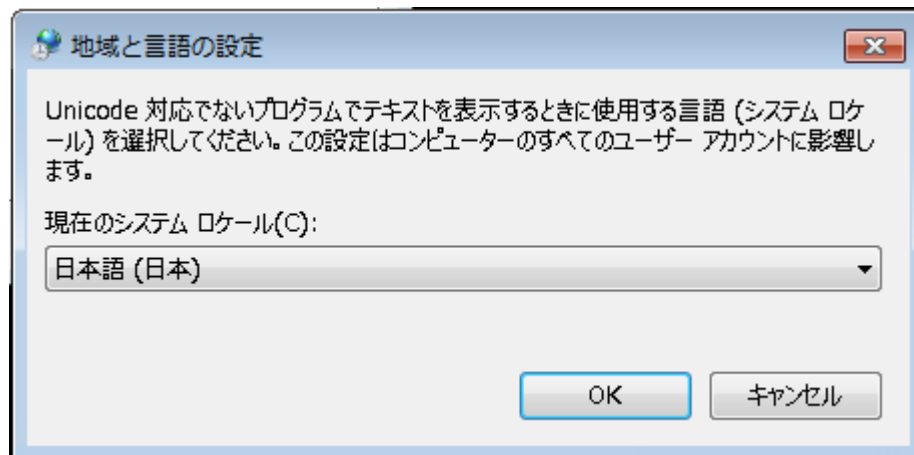 地域と言語の設定
Unicode 対応でないプログラムでテキストを表示するときに使用する言語 (システム ロケ
ール) を選択してください。この設定はコンピューターのすべてのユーザー アカウントに影響し
ます。
現在のシステム ロケール(C):
日本語 (日本)
OK
キャンセル